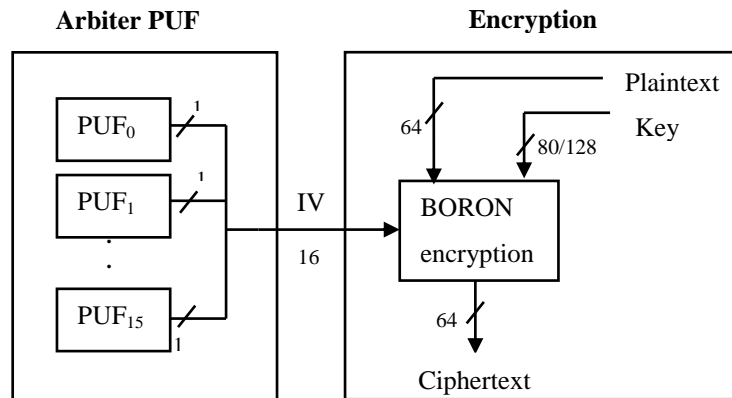 Arbiter PUF
Encryption
PUF0
1
PUF1
1
.
.
PUF15
1
IV
16
Plaintext
64
Key
80/128
BORON
encryption
64
Ciphertext